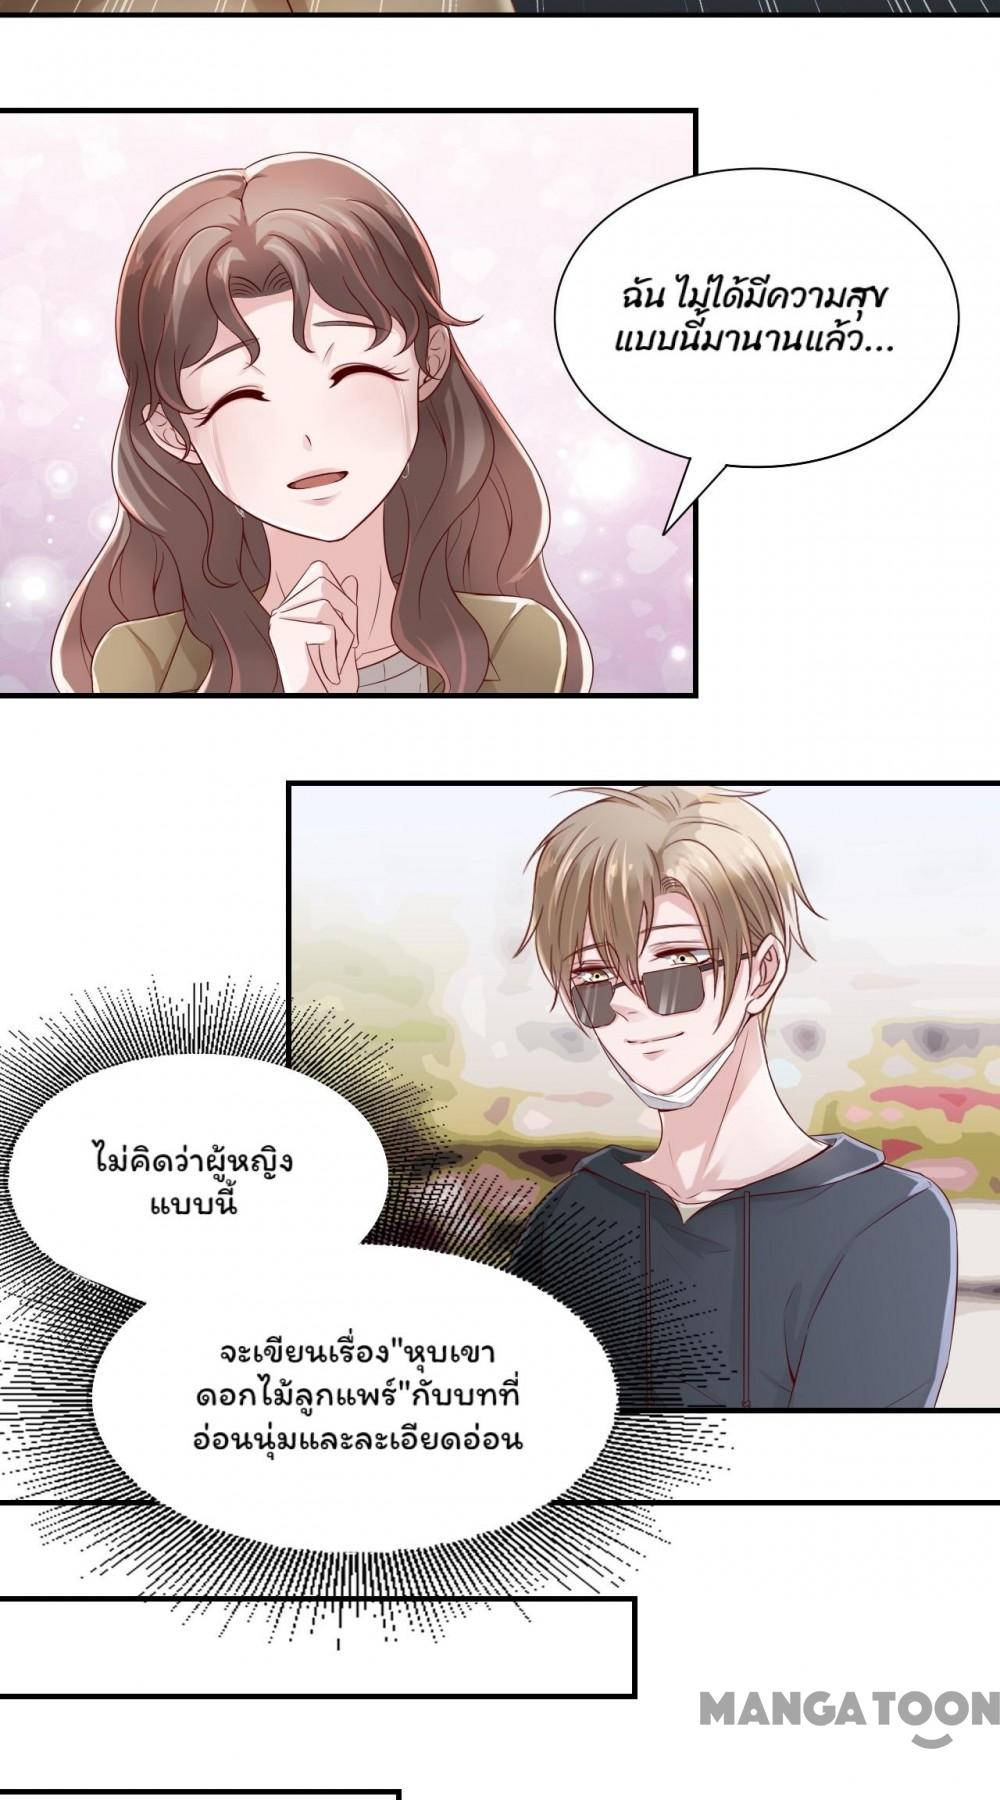 ฉัน ไม่ได้มีความสุข
แบบนี้มานานแล้ว...
ไม่คิดว่าผู้หญิง
แบบนี้
จะเขียนเรื่อง"หุบเขา
ดอกไม้ลูกแพร์"กับบทที่
อ่อนนุ่มและละเอียดอ่อน
MANGATOON